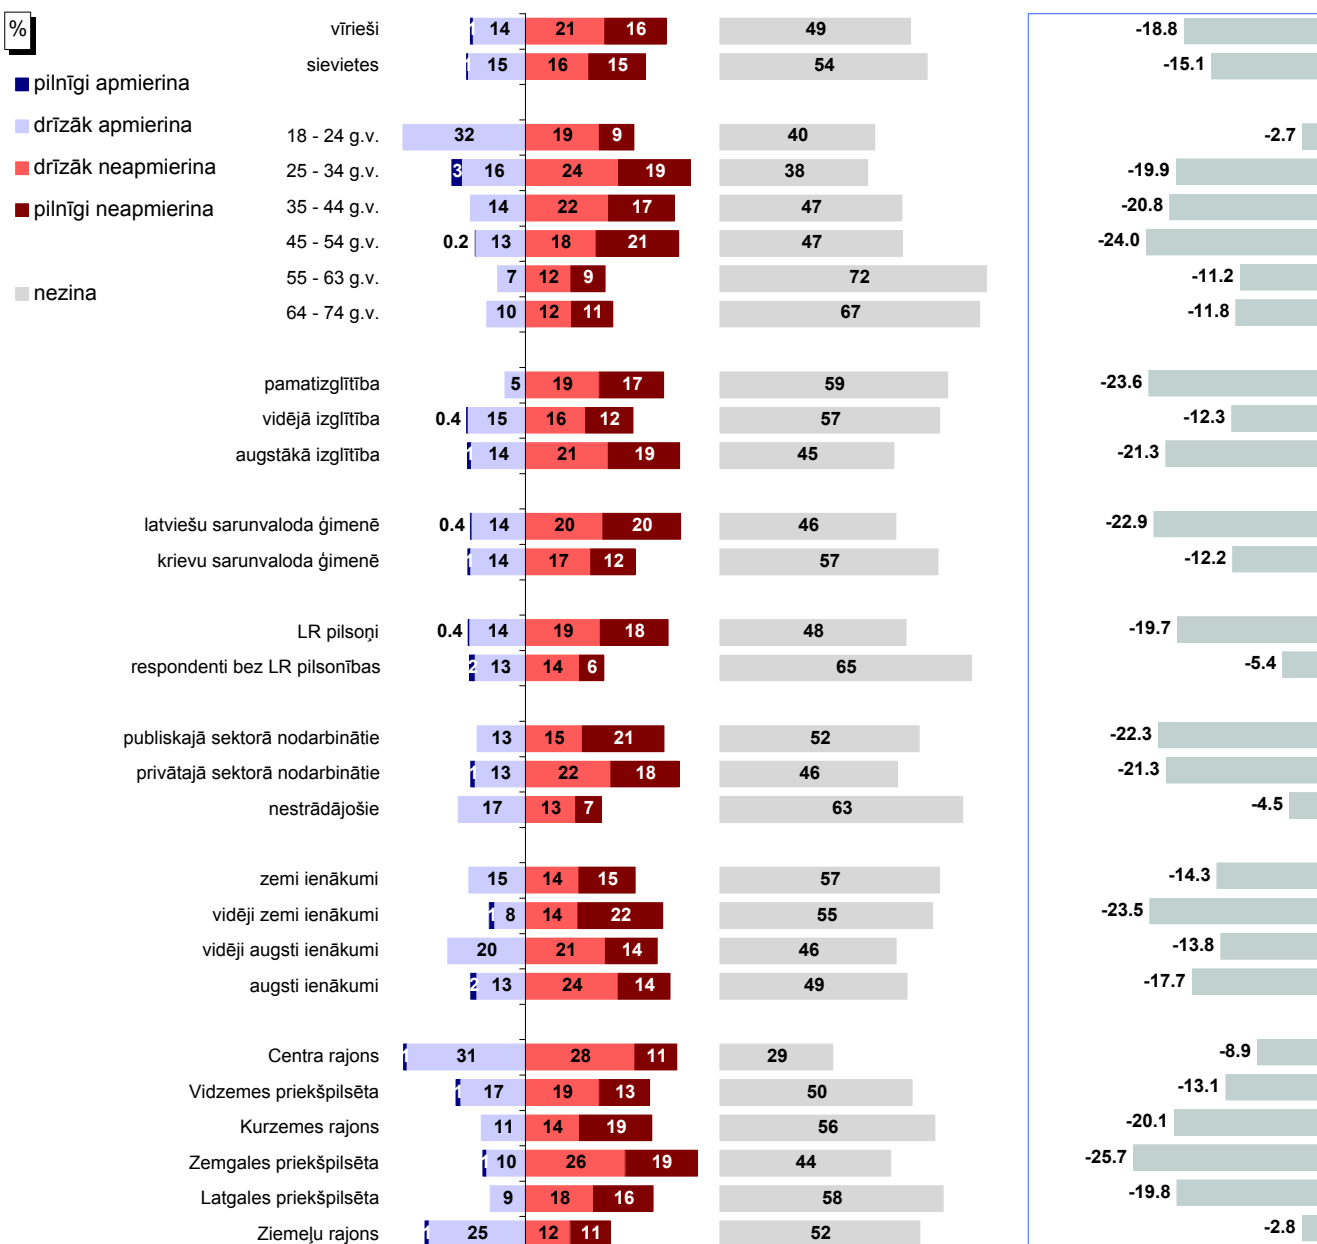 %
pilnīgi apmierina
drīzāk apmierina
drīzāk neapmierina
pilnīgi neapmierina
nezina
vīrieši 1 14 21 16 49 -18.8
sievietes 1 15 16 15 54 -15.1
18 - 24 g.v. 32 19 9 40 -2.7
25 - 34 g.v. 3 16 24 19 38 -19.9
35 - 44 g.v. 14 22 17 47 -20.8
45 - 54 g.v. 0.2 13 18 21 47 -24.0
55 - 63 g.v. 7 12 9 72 -11.2
64 - 74 g.v. 10 12 11 67 -11.8
pamatizglītība 5 19 17 59 -23.6
vidējā izglītība 0.4 15 16 12 57 -12.3
augstākā izglītība 1 14 21 19 45 -21.3
latviešu sarunvaloda ģimenē 0.4 14 20 20 46 -22.9
krievu sarunvaloda ģimenē 1 14 17 12 57 -12.2
LR pilsoņi 0.4 14 19 18 48 -19.7
respondenti bez LR pilsonības 2 13 14 6 65 -5.4
publiskajā sektorā nodarbinātie 13 15 21 52 -22.3
privātajā sektorā nodarbinātie 1 13 22 18 46 -21.3
nestrādājošie 17 13 7 63 -4.5
zemi ienākumi 15 14 15 57 -14.3
vidēji zemi ienākumi 1 8 14 22 55 -23.5
vidēji augsti ienākumi 20 21 14 46 -13.8
augsti ienākumi 2 13 24 14 49 -17.7
Centra rajons 1 31 28 11 29 -8.9
Vidzemes priekšpilsēta 1 17 19 13 50 -13.1
Kurzemes rajons 11 14 19 56 -20.1
Zemgales priekšpilsēta 1 10 26 19 44 -25.7
Latgales priekšpilsēta 9 18 16 58 -19.8
Ziemeļu rajons 1 25 12 11 52 -2.8